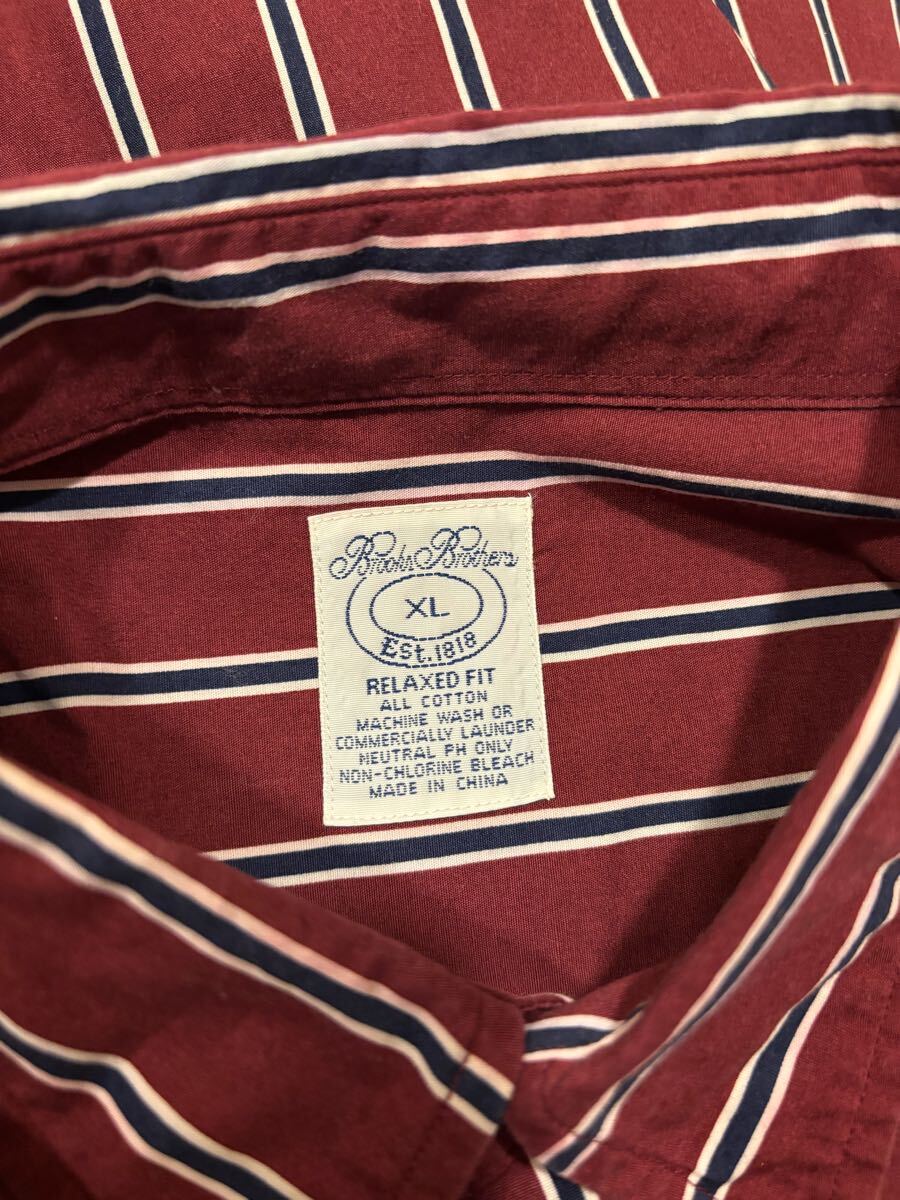 Brooks Brothers
XL
Est. 1818
RELAXED FIT
ALL COTTON
MACHINE WASH OR
COMMERCIALLY LAUNDER
NEUTRAL PH ONLY
NON-CHLORINE BLEACH
MADE IN CHINA